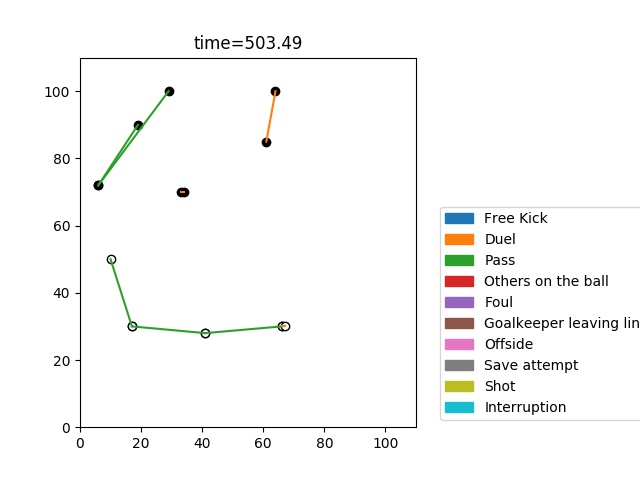 time=503.49
100
80
60
40
20
0
0 20 40 60 80 100
Free Kick
Duel
Pass
Others on the ball
Foul
Goalkeeper leaving lin
Offside
Save attempt
Shot
Interruption